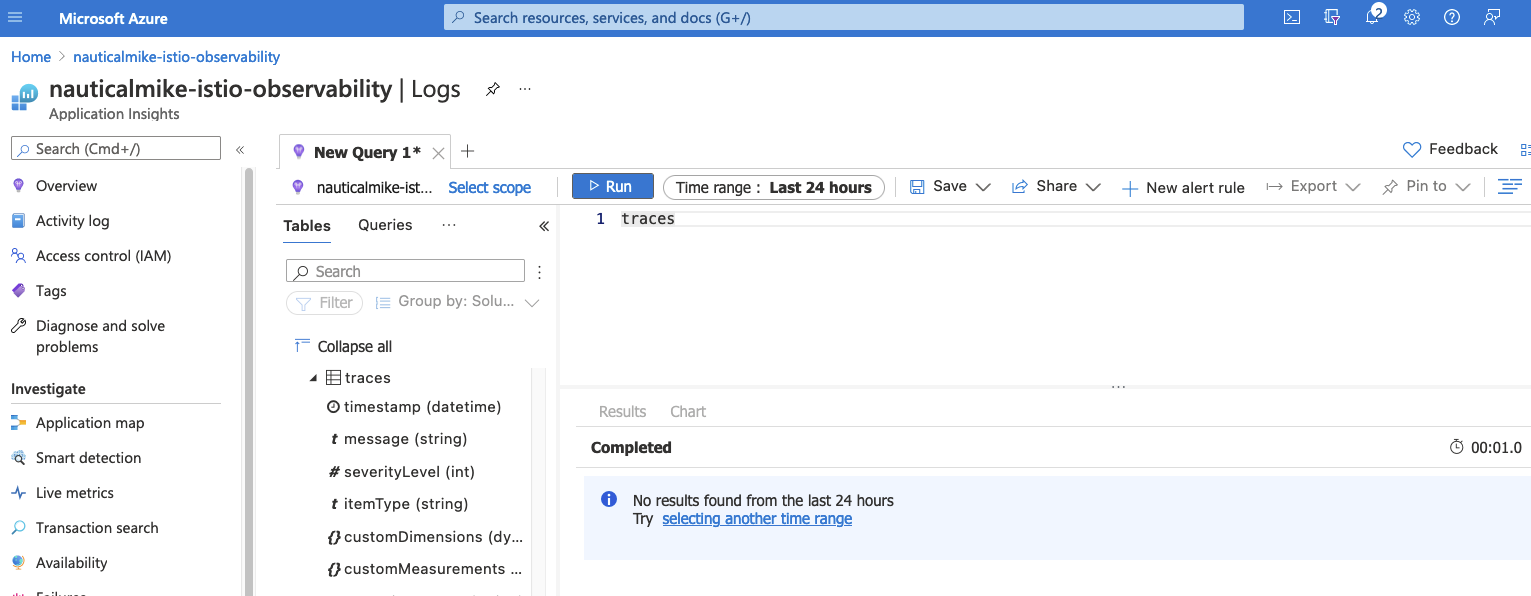 Microsoft Azure
Search resources, services, and docs (G+/)
2
Home > nauticalmike-istio-observability
nauticalmike-istio-observability | Logs
Application Insights
Search (Cmd+/)
Overview
Activity log
Access control (IAM)
Tags
Diagnose and solve
problems
Investigate
Application map
Smart detection
Live metrics
Transaction search
Availability
Failures
New Query 1*
Feedback
nauticalmike-ist...
Select scope
Run
Time range : Last 24 hours
Save
Share
New alert rule
Export
Pin to
Tables
Queries
Search
Filter
Group by: Solu...
Collapse all
traces
timestamp (datetime)
t message (string)
# severityLevel (int)
t itemType (string)
{} customDimensions (dy...
{} customMeasurements ...
1 traces
Results
Chart
Completed
00:01.0
No results found from the last 24 hours
Try selecting another time range